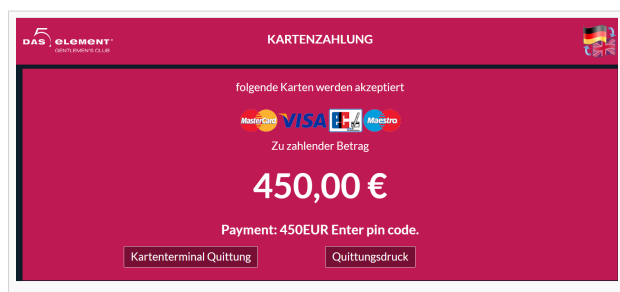 5
DAS ELEMENT
GENTLEMEN'S CLUB
KARTENZAHLUNG
folgende Karten werden akzeptiert
MasterCard VISA EC Maestro
Zu zahlender Betrag
450,00 €
Payment: 450EUR Enter pin code.
Kartenterminal Quittung Quittungsdruck